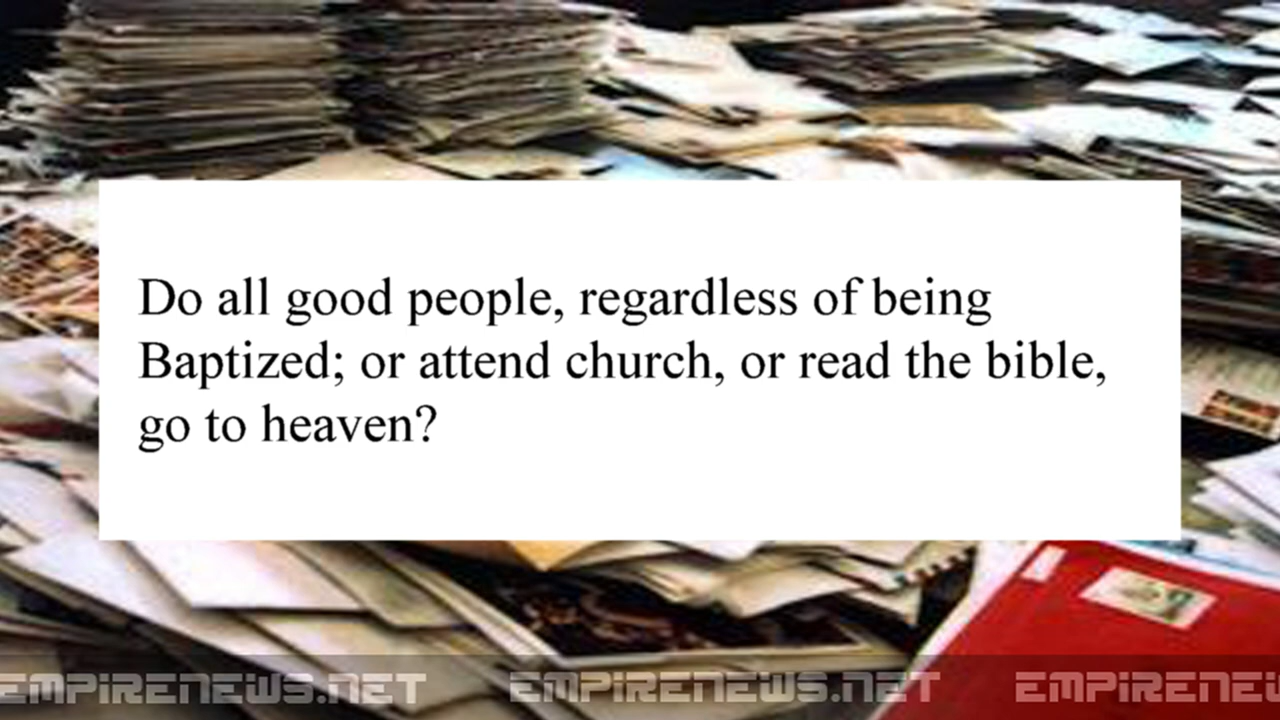 Do all good people, regardless of being
Baptized; or attend church, or read the bible,
go to heaven?
EMPIRENEWS.NET EMPIRENEWS.NET EMPIRENEW